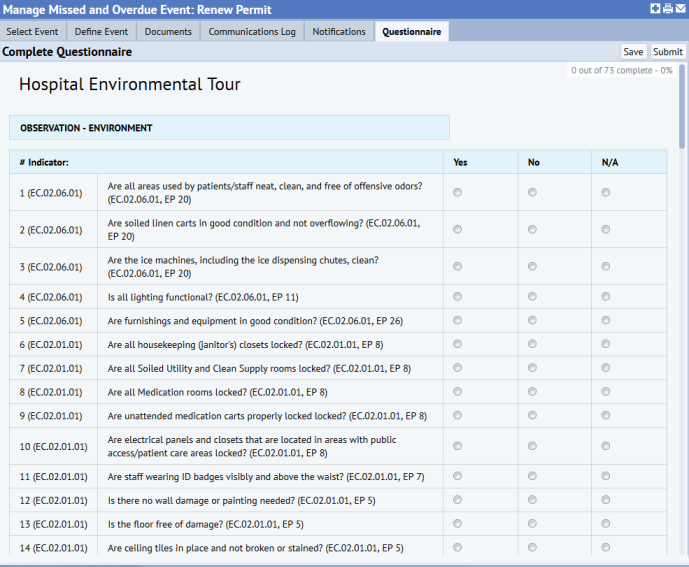 Manage Missed and Overdue Event: Renew Permit
Select Event Define Event Documents Communications Log Notifications Questionnaire
Complete Questionnaire Save Submit
0 out of 73 complete - 0%
Hospital Environmental Tour
OBSERVATION - ENVIRONMENT
# Indicator: Yes No N/A
1 (EC.02.06.01) Are all areas used by patients/staff neat, clean, and free of offensive odors?
(EC.02.06.01, EP 20)
2 (EC.02.06.01) Are soiled linen carts in good condition and not overflowing? (EC.02.06.01,
EP 20)
3 (EC.02.06.01) Are the ice machines, including the ice dispensing chutes, clean?
(EC.02.06.01, EP 20)
4 (EC.02.06.01) Is all lighting functional? (EC.02.06.01, EP 11)
5 (EC.02.06.01) Are furnishings and equipment in good condition? (EC.02.06.01, EP 26)
6 (EC.02.01.01) Are all housekeeping (janitor's) closets locked? (EC.02.01.01, EP 8)
7 (EC.02.01.01) Are all Soiled Utility and Clean Supply rooms locked? (EC.02.01.01, EP 8)
8 (EC.02.01.01) Are all Medication rooms locked? (EC.02.01.01, EP 8)
9 (EC.02.01.01) Are unattended medication carts properly locked locked? (EC.02.01.01, EP 8)
10 (EC.02.01.01) Are electrical panels and closets that are located in areas with public
access/patient care areas locked? (EC.02.01.01, EP 8)
11 (EC.02.01.01) Are staff wearing ID badges visibly and above the waist? (EC.02.01.01, EP 7)
12 (EC.02.01.01) Is there no wall damage or painting needed? (EC.02.01.01, EP 5)
13 (EC.02.01.01) Is the floor free of damage? (EC.02.01.01, EP 5)
14 (EC.02.01.01) Are ceiling tiles in place and not broken or stained? (EC.02.01.01, EP 5)